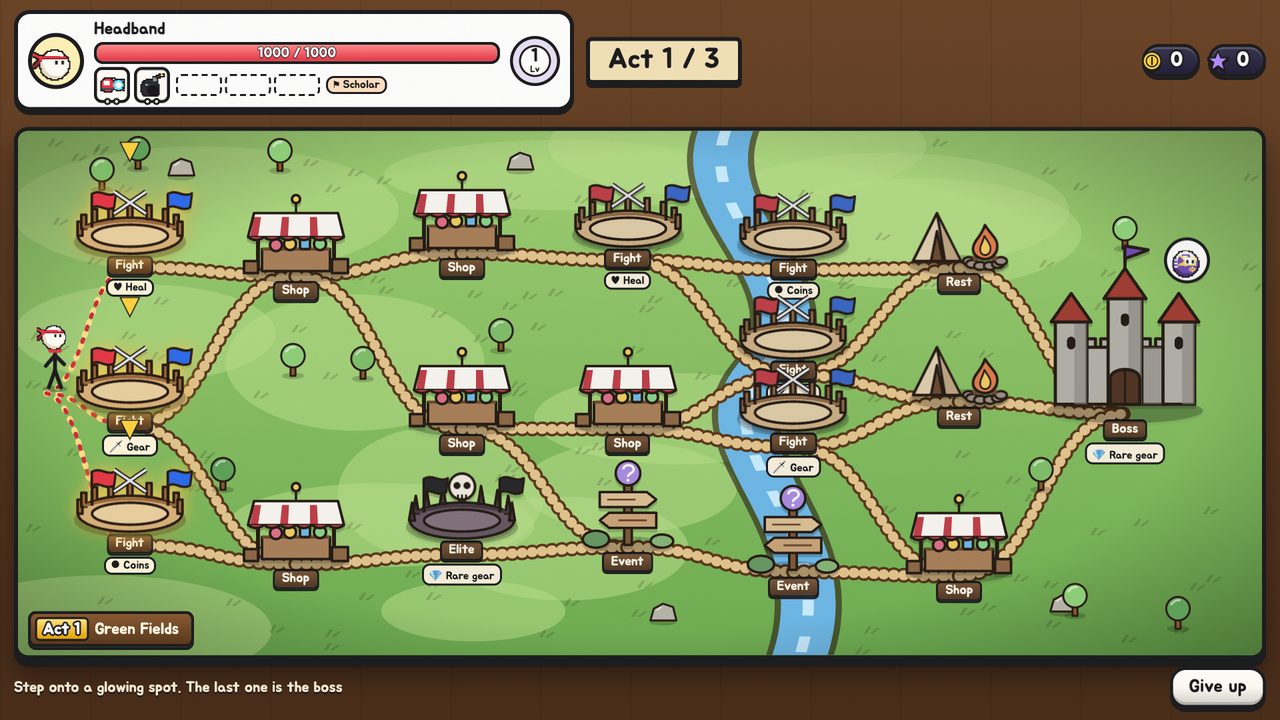 Headband
1000 / 1000
1
Lv
Scholar
Act 1 / 3
0
0
Fight
Heal
Shop
Shop
Fight
Heal
Fight
Coins
Rest
Fight
Fight
Gear
Shop
Shop
Fight
Gear
Rest
Boss
Rare gear
Fight
Coins
Shop
Elite
Rare gear
?
Event
?
Event
Shop
Act 1 Green Fields
Step onto a glowing spot. The last one is the boss
Give up